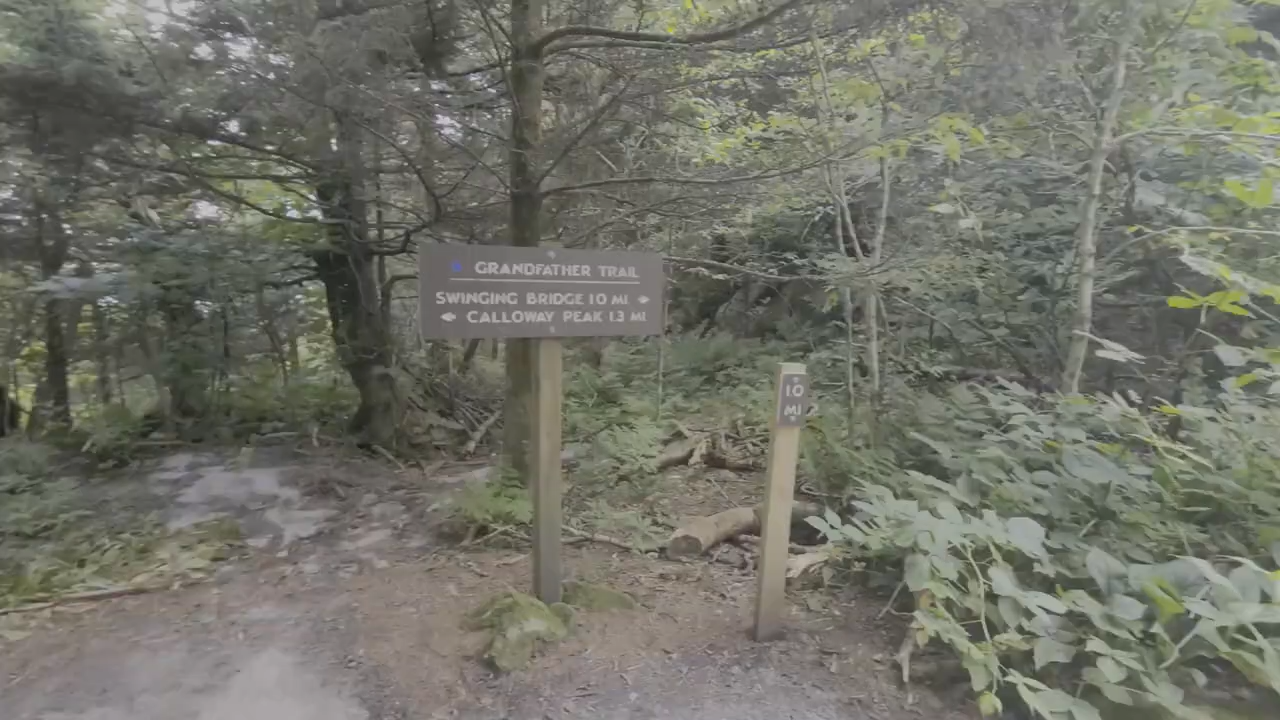 GRANDFATHER TRAIL
SWINGING BRIDGE 1.0 MI
CALLOWAY PEAK 1.3 MI
1.0
MI